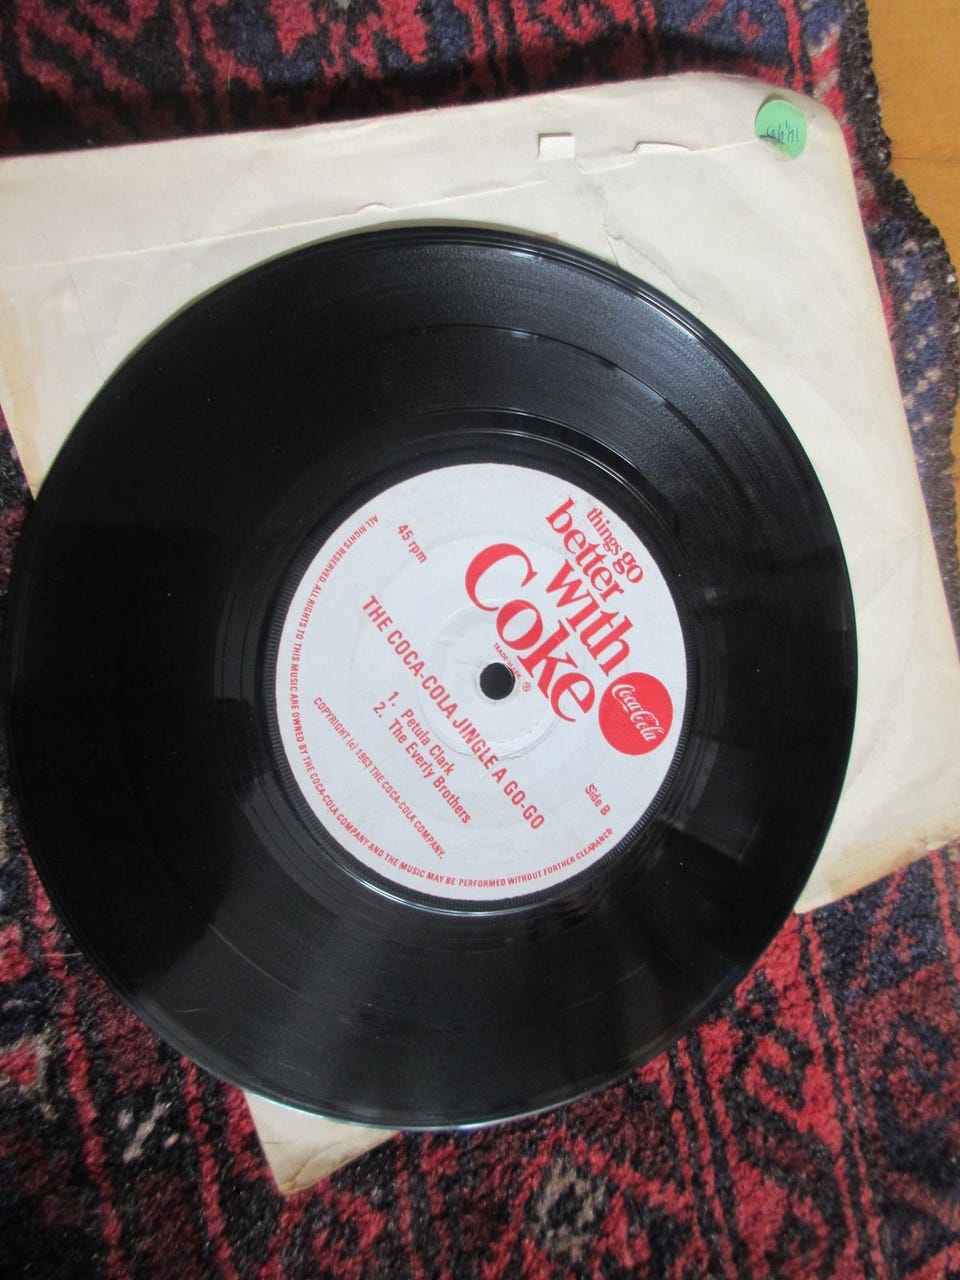 things go
better
with
Coke
TRADE-MARK ®
Coca-Cola
45 rpm
Side B
THE COCA-COLA JINGLE A GO-GO
1. Petula Clark
2. The Everly Brothers
COPYRIGHT (c) 1963 THE COCA-COLA COMPANY.
ALL RIGHTS RESERVED. ALL RIGHTS TO THIS MUSIC ARE OWNED BY THE COCA-COLA COMPANY AND THE MUSIC MAY BE PERFORMED WITHOUT FURTHER CLEARANCE